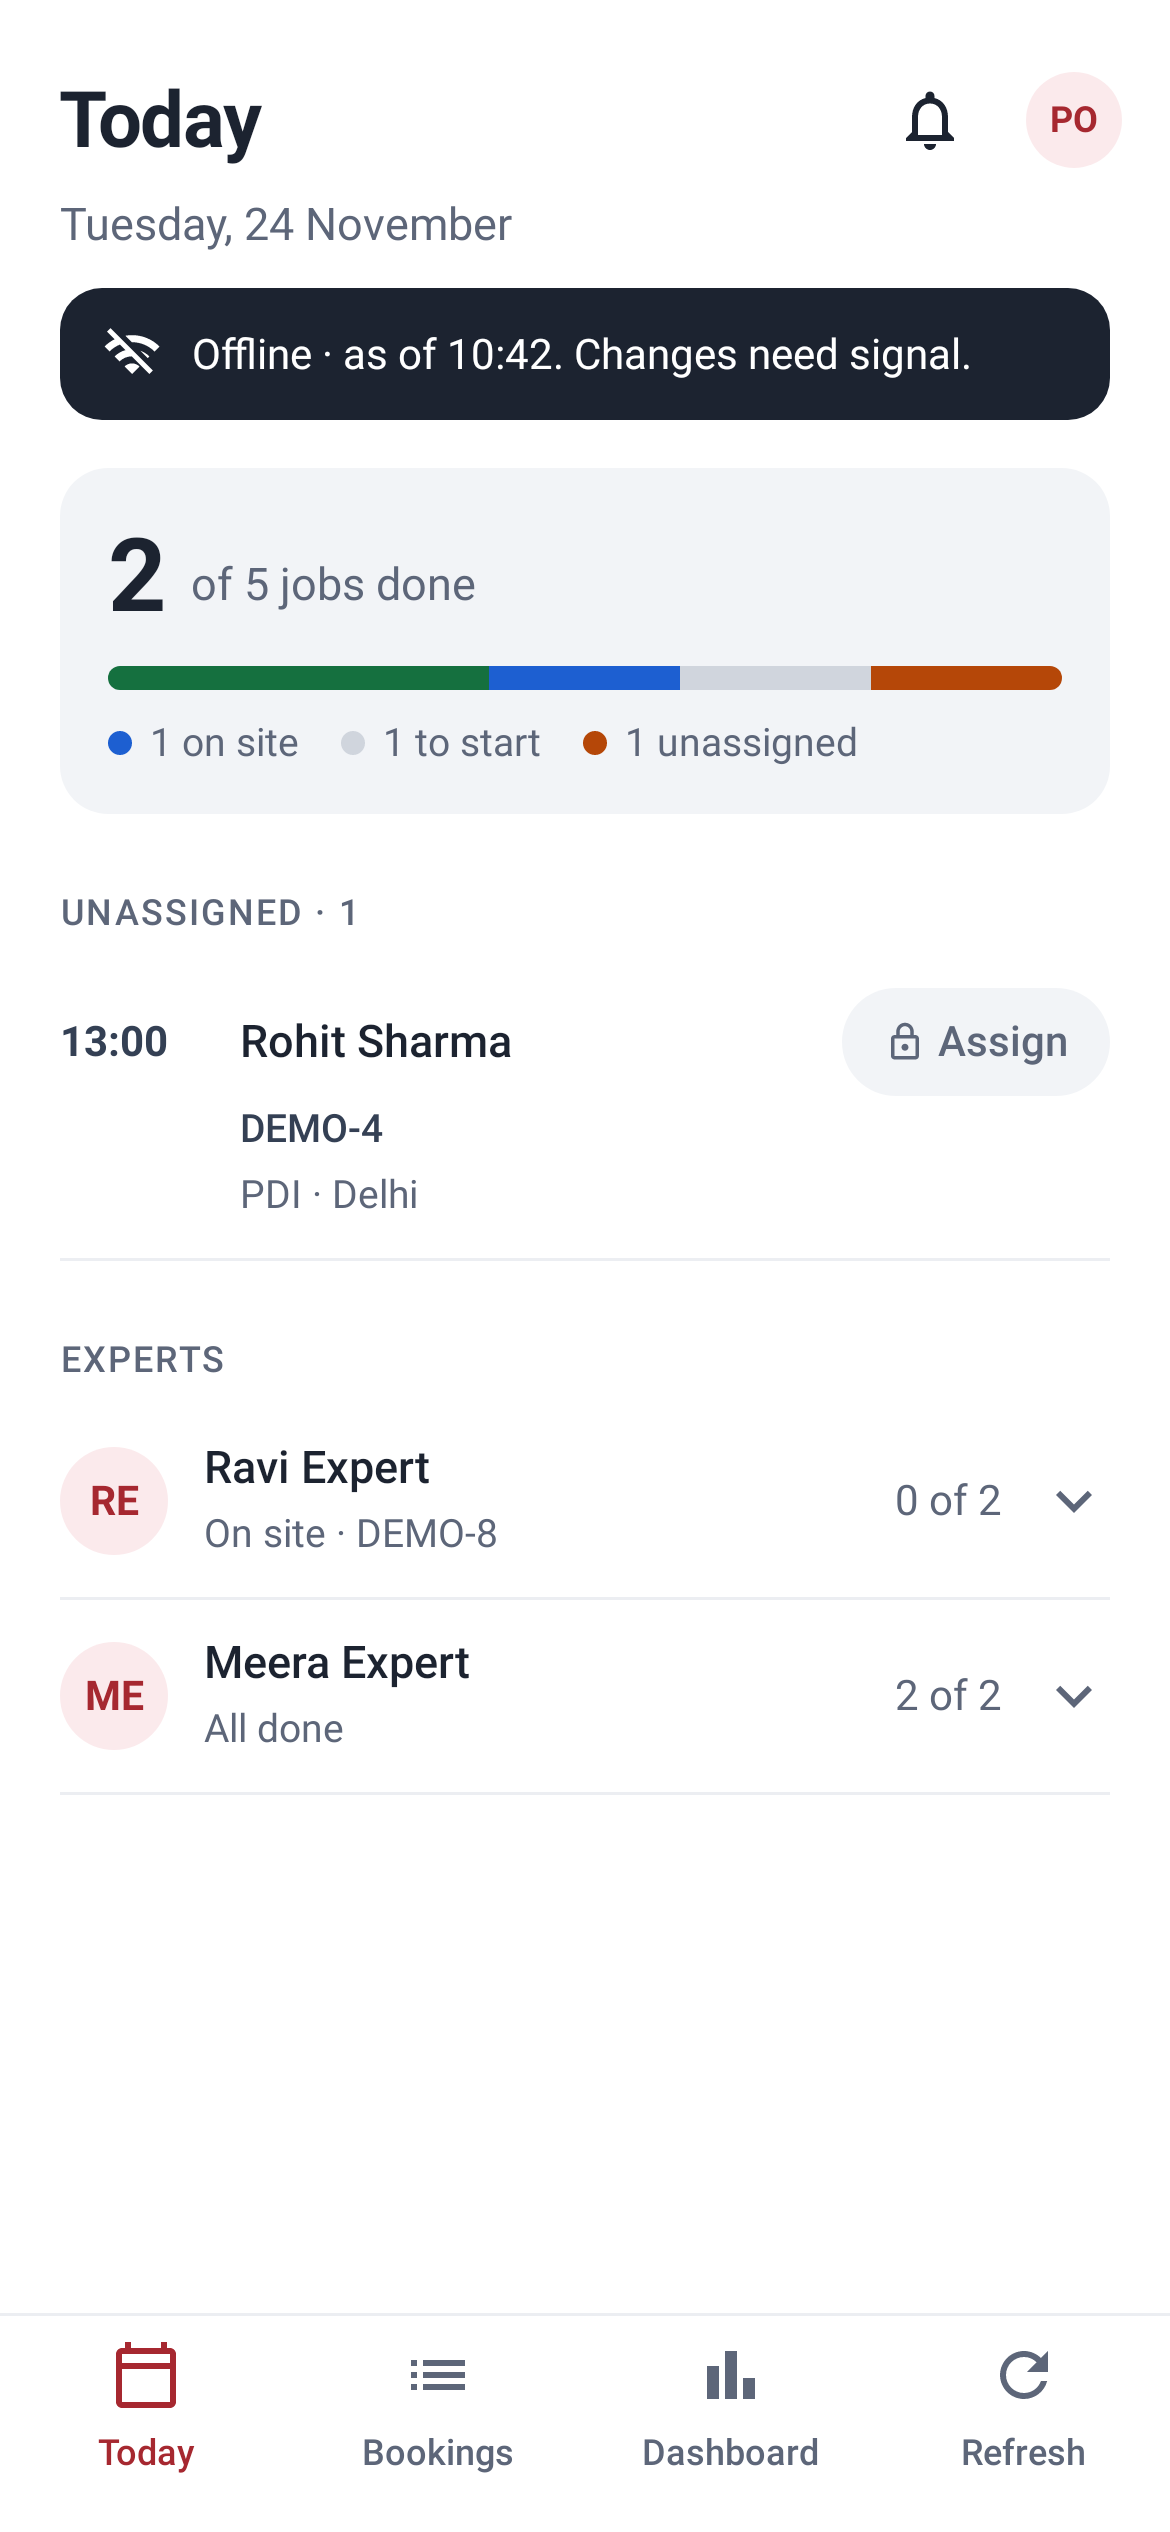 Today
PO
Tuesday, 24 November
Offline · as of 10:42. Changes need signal.
2 of 5 jobs done
1 on site 1 to start 1 unassigned
UNASSIGNED · 1
13:00 Rohit Sharma Assign
DEMO-4
PDI · Delhi
EXPERTS
RE
Ravi Expert
On site · DEMO-8
0 of 2
ME
Meera Expert
All done
2 of 2
Today Bookings Dashboard Refresh